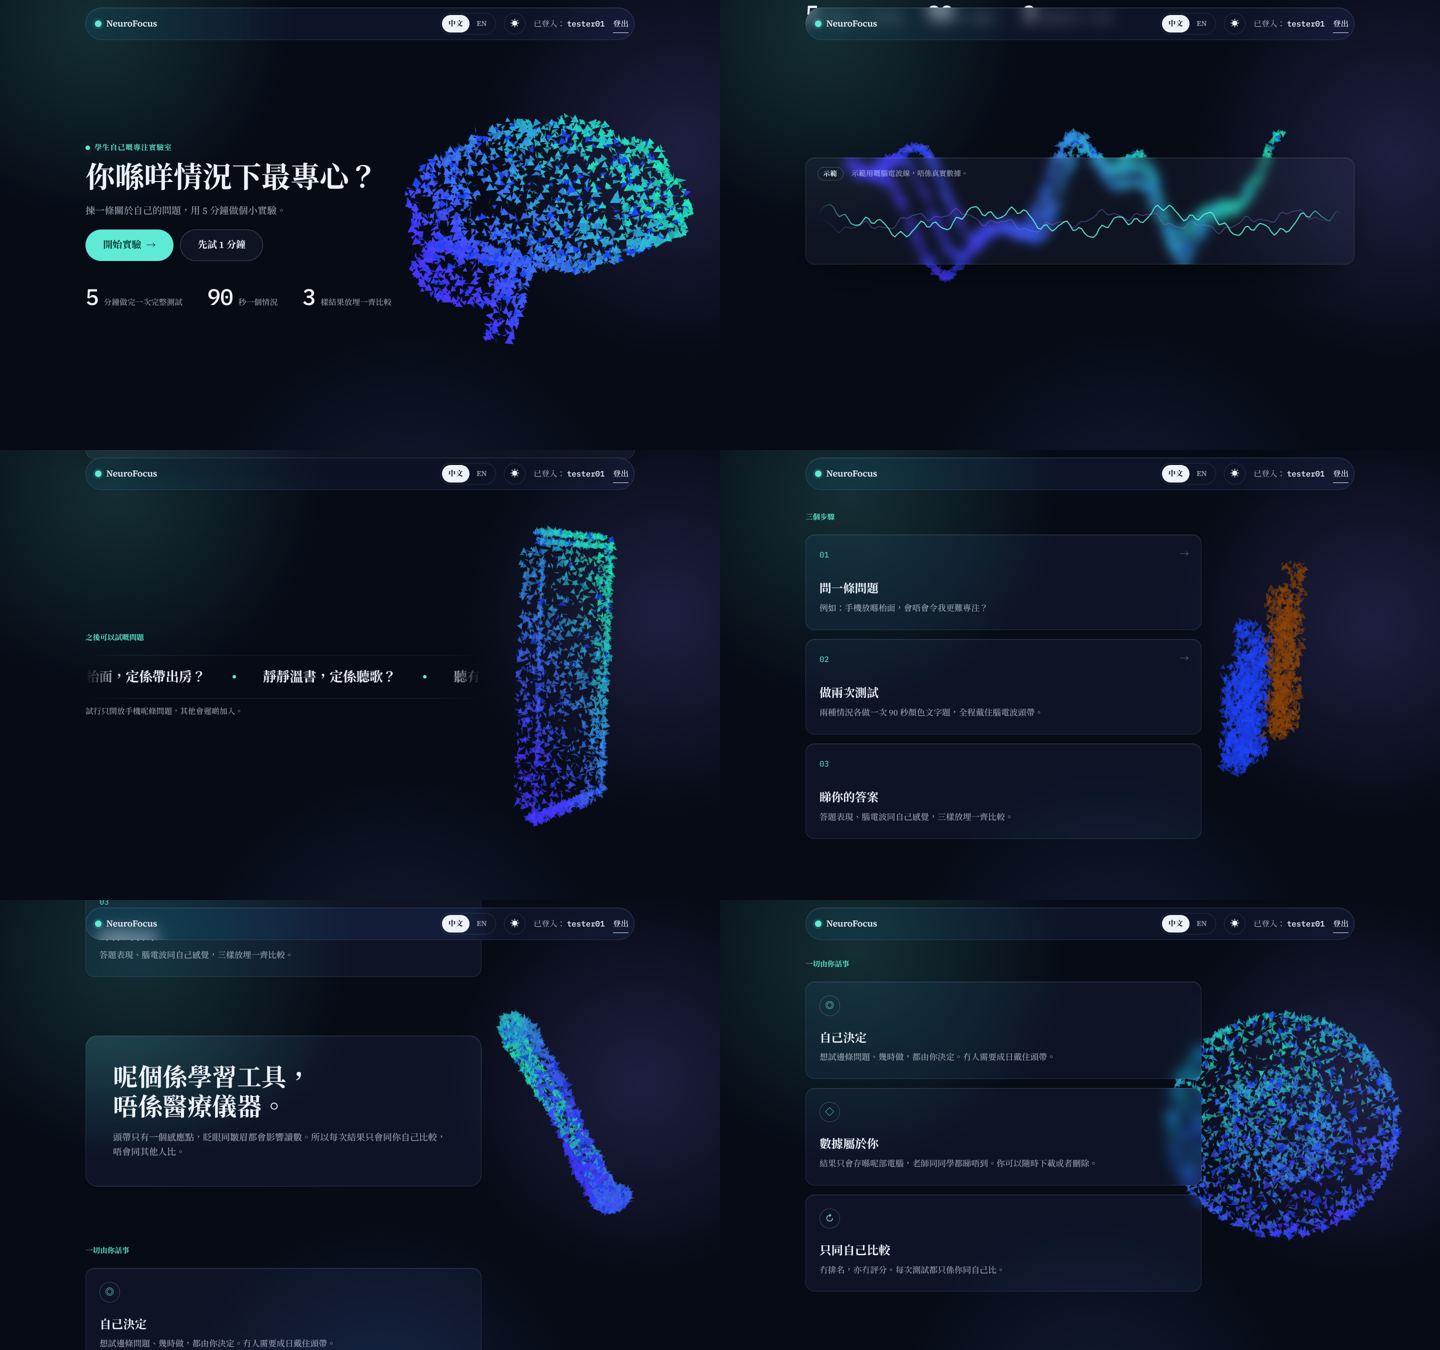 NeuroFocus
中文 EN ☀ 已登入： tester01 登出
學生自己嘅專注實驗室
你喺咩情況下最專心？
揀一條關於自己的問題，用 5 分鐘做個小實驗。
開始實驗 → 先試 1 分鐘
5 分鐘做完一次完整測試 90 秒一個情況 3 樣結果放埋一齊比較
NeuroFocus
中文 EN ☀ 已登入： tester01 登出
示範 示範用嘅腦電波線，唔係真實數據。
NeuroFocus
中文 EN ☀ 已登入： tester01 登出
之後可以試嘅問題
枱面，定係帶出房？ • 靜靜溫書，定係聽歌？ • 聽有
試行只開放手機呢條問題，其他會遲啲加入。
NeuroFocus
中文 EN ☀ 已登入： tester01 登出
三個步驟
01 →
問一條問題
例如：手機放喺枱面，會唔會令我更難專注？
02 →
做兩次測試
兩種情況各做一次 90 秒顏色文字題，全程戴住腦電波頭帶。
03
睇你的答案
答題表現、腦電波同自己感覺，三樣放埋一齊比較。
03
NeuroFocus
中文 EN ☀ 已登入： tester01 登出
答題表現、腦電波同自己感覺，三樣放埋一齊比較。
呢個係學習工具，
唔係醫療儀器。
頭帶只有一個感應點，眨眼同皺眉都會影響讀數。所以每次結果只會同你自己比較，
唔會同其他人比。
一切由你話事
自己決定
想試邊條問題、幾時做，都由你決定。冇人需要成日戴住頭帶。
NeuroFocus
中文 EN ☀ 已登入： tester01 登出
一切由你話事
自己決定
想試邊條問題、幾時做，都由你決定。冇人需要成日戴住頭帶。
數據屬於你
結果只會存喺呢部電腦，老師同同學都睇唔到。你可以隨時下載或者刪除。
只同自己比較
冇排名，亦冇評分。每次測試都只係你同自己比。